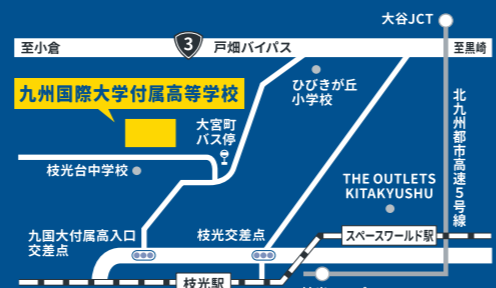 大谷JCT
至小倉
3
戸畑バイパス
至黒崎
九州国際大学付属高等学校
ひびきが丘
小学校
大宮町
バス停
北九州都市高速5号線
枝光台中学校
THE OUTLETS
KITAKYUSHU
九国大付属高入口
交差点
枝光交差点
スペースワールド駅
枝光駅